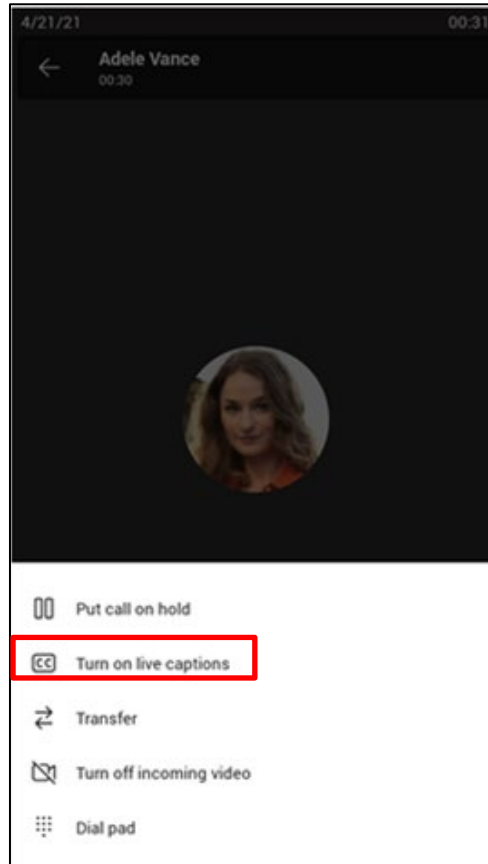 4/21/21 00:31
Adele Vance
00:30
Put call on hold
CC Turn on live captions
Transfer
Turn off incoming video
Dial pad